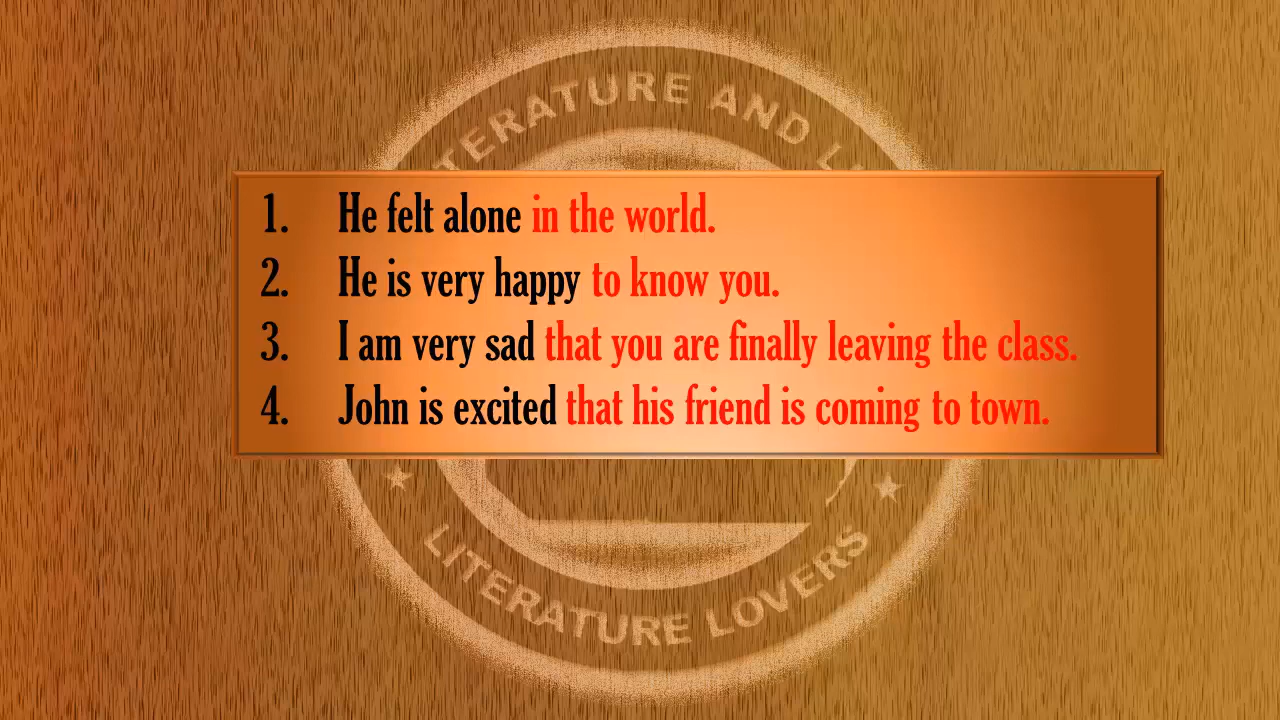 TERATURE AND
1. He felt alone in the world.
2. He is very happy to know you.
3. I am very sad that you are finally leaving the class.
4. John is excited that his friend is coming to town.
LITERATURE LOVERS